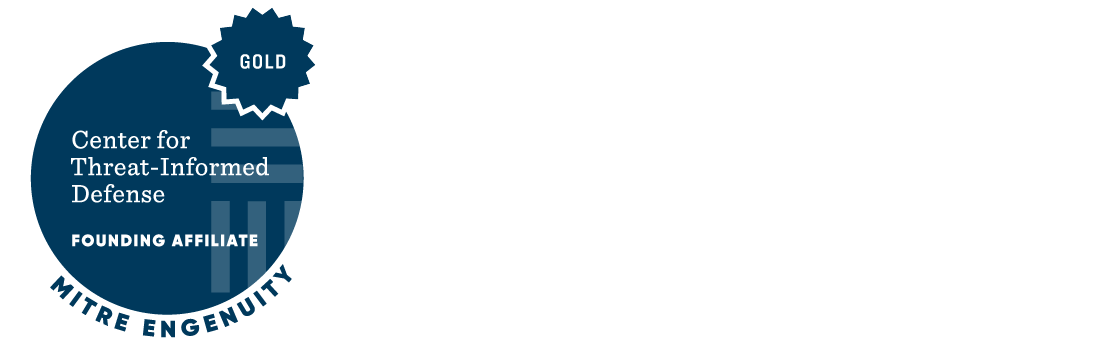 GOLD
Center for
Threat-Informed
Defense
FOUNDING AFFILIATE
MITRE ENGENUITY